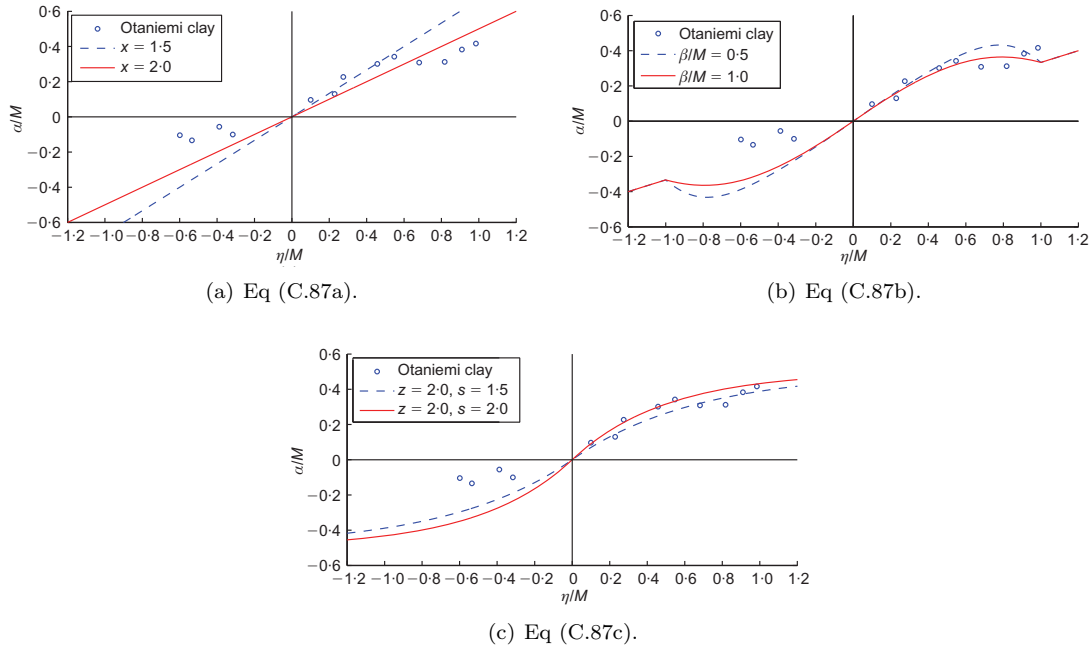 0·6
Otaniemi clay
x = 1·5
x = 2·0
0·4
0·2
α/M
0
−0·2
−0·4
−0·6
−1·2 −1·0 −0·8 −0·6 −0·4 −0·2 0 0·2 0·4 0·6 0·8 1·0 1·2
η/M
(a) Eq (C.87a).
0·6
Otaniemi clay
β/M = 0·5
β/M = 1·0
0·4
0·2
α/M
0
−0·2
−0·4
−0·6
−1·2 −1·0 −0·8 −0·6 −0·4 −0·2 0 0·2 0·4 0·6 0·8 1·0 1·2
η/M
(b) Eq (C.87b).
0·6
Otaniemi clay
z = 2·0, s = 1·5
z = 2·0, s = 2·0
0·4
0·2
α/M
0
−0·2
−0·4
−0·6
−1·2 −1·0 −0·8 −0·6 −0·4 −0·2 0 0·2 0·4 0·6 0·8 1·0 1·2
η/M
(c) Eq (C.87c).